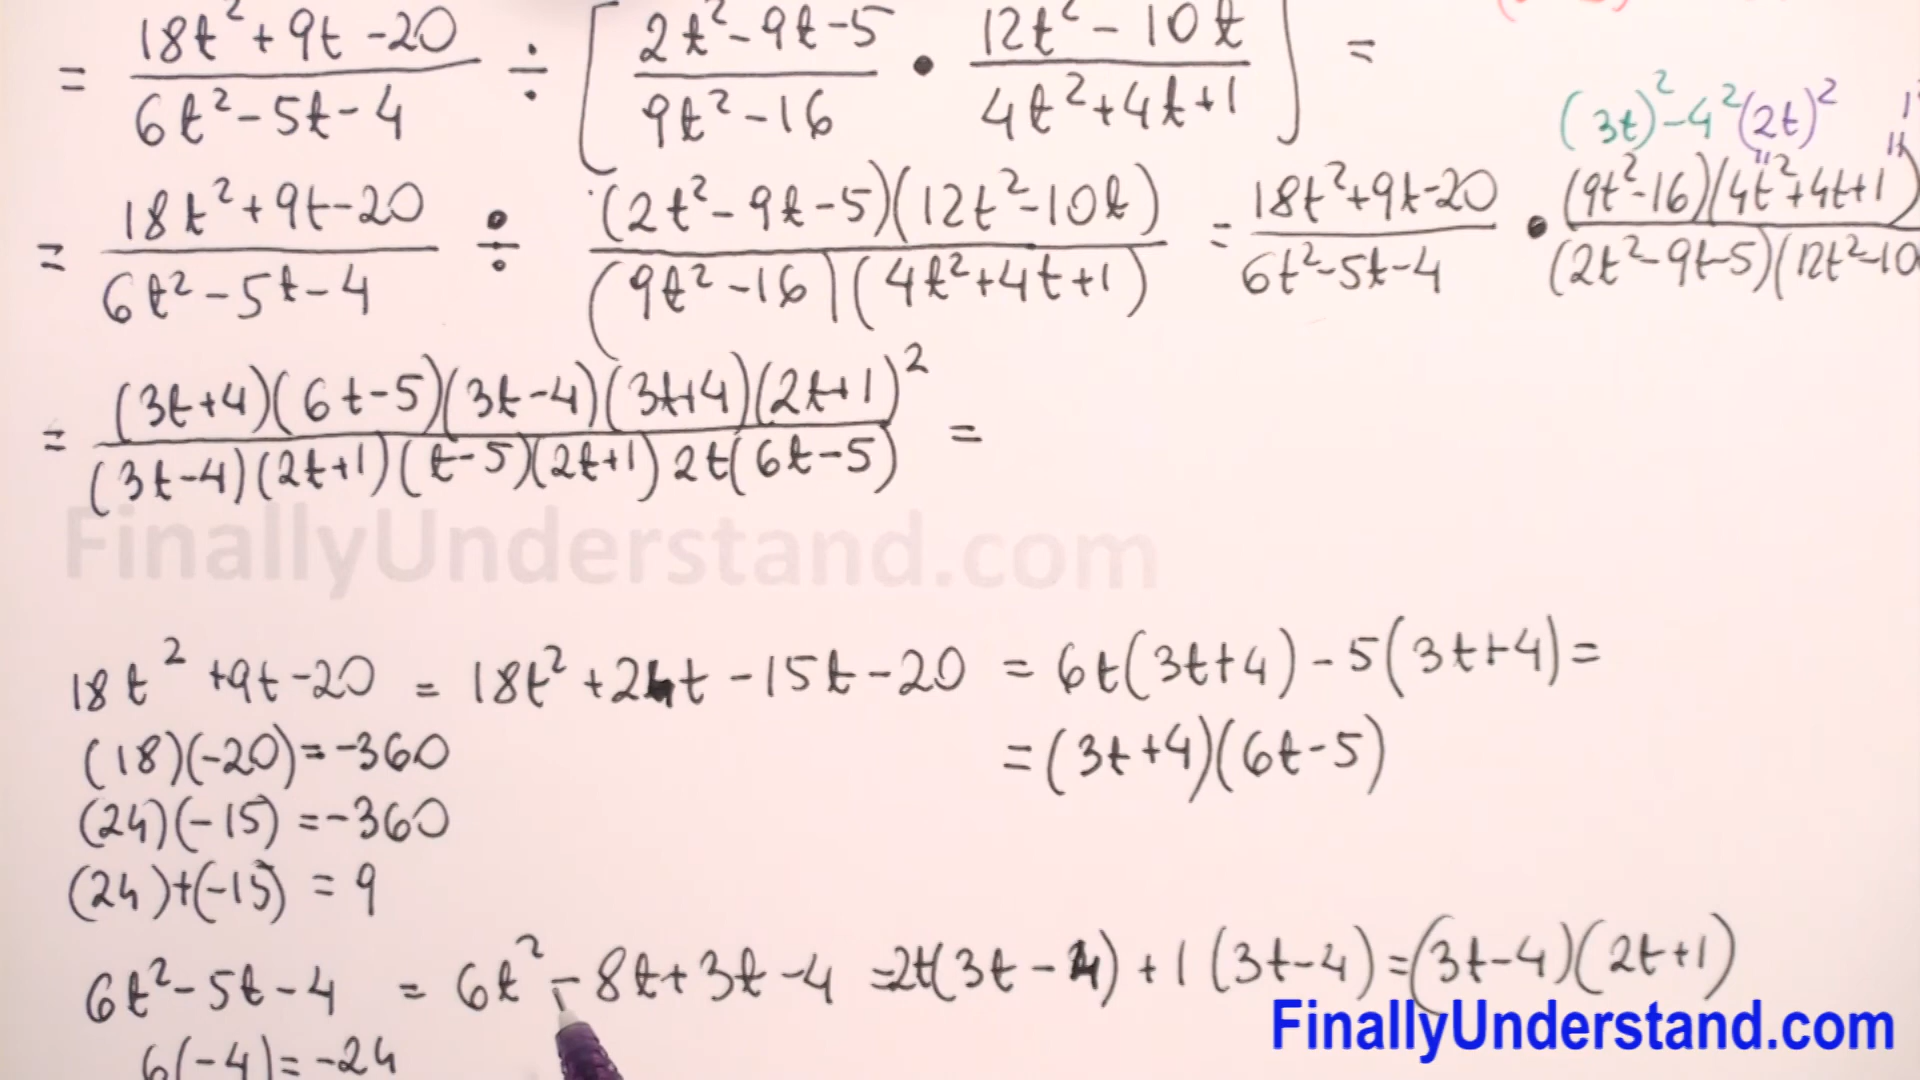 = 18t² + 9t - 20 / 6t² - 5t - 4 ÷ [ 2t² - 9t - 5 / 9t² - 16 • 12t² - 10t / 4t² + 4t + 1 ] =
(3t)² - 4² (2t)² 1
= 18t² + 9t - 20 / 6t² - 5t - 4 ÷ (2t² - 9t - 5)(12t² - 10t) / (9t² - 16)(4t² + 4t + 1) = 18t² + 9t - 20 / 6t² - 5t - 4 • (9t² - 16)(4t² + 4t + 1) / (2t² - 9t - 5)(12t² - 10
= (3t+4)(6t-5)(3t-4)(3t+4)(2t+1)² / (3t-4)(2t+1)(t-5)(2t+1) 2t(6t-5) =
FinallyUnderstand.com
18t² + 9t - 20 = 18t² + 24t - 15t - 20 = 6t(3t+4) - 5(3t+4) =
(18)(-20) = -360 = (3t+4)(6t-5)
(24)(-15) = -360
(24)+(-15) = 9
6t² - 5t - 4 = 6t² - 8t + 3t - 4 = 2t(3t - 4) + 1(3t-4) = (3t-4)(2t+1)
FinallyUnderstand.com
6(-4) = -24